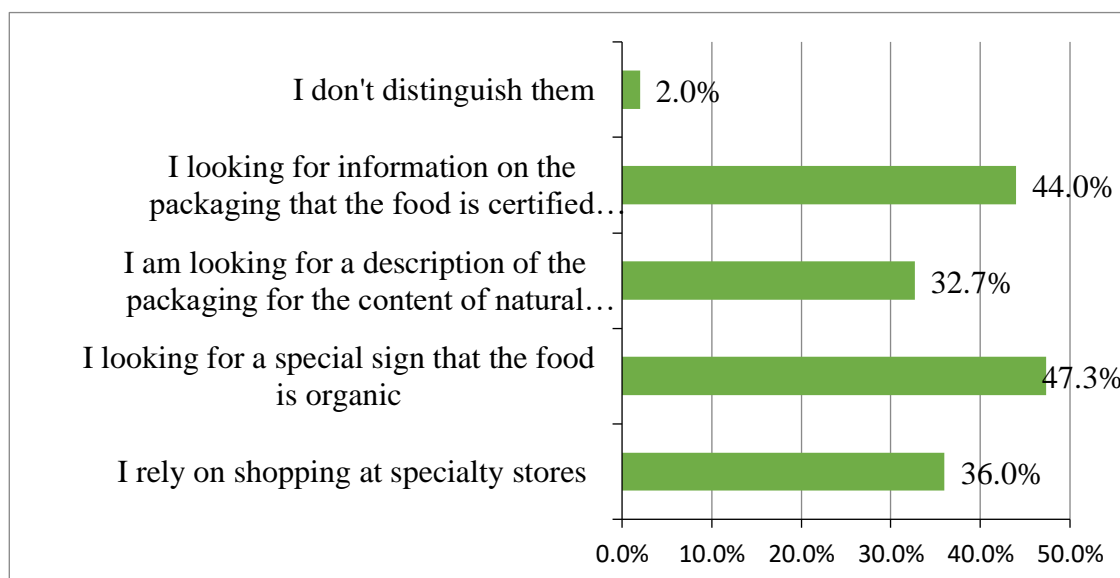 I don't distinguish them
2.0%
I looking for information on the
packaging that the food is certified…
44.0%
I am looking for a description of the
packaging for the content of natural…
32.7%
I looking for a special sign that the food
is organic
47.3%
I rely on shopping at specialty stores
36.0%
0.0% 10.0% 20.0% 30.0% 40.0% 50.0%